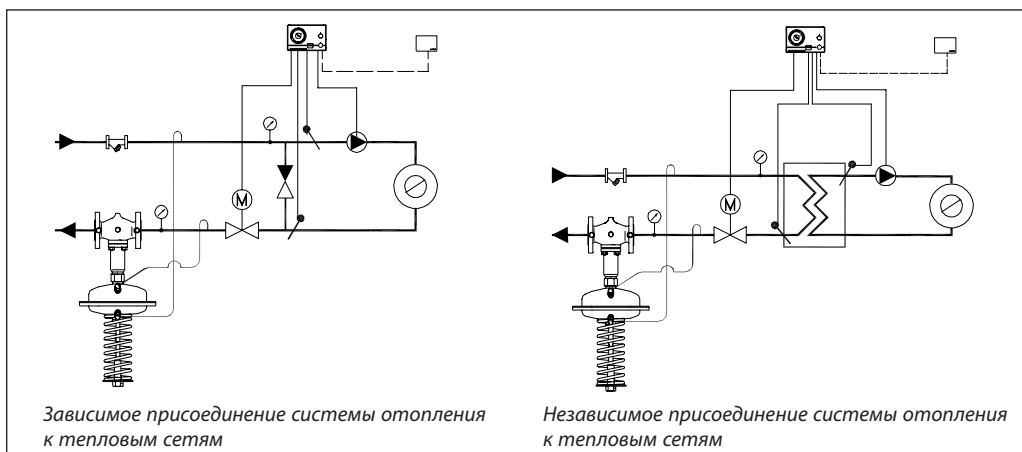 M
M
Зависимое присоединение системы отопления
к тепловым сетям
Независимое присоединение системы отопления
к тепловым сетям